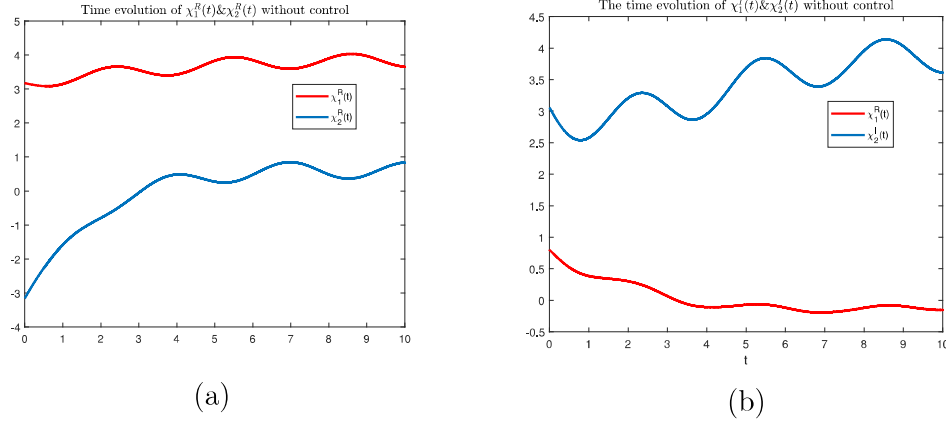 Time evolution of χ₁ᴿ(t)&χ₂ᴿ(t) without control
5
4
3
2
1
0
-1
-2
-3
-4
χ₁ᴿ(t)
χ₂ᴿ(t)
0 1 2 3 4 5 6 7 8 9 10
(a)
The time evolution of χ₁ᴵ(t)&χ₂ᴵ(t) without control
4.5
4
3.5
3
2.5
2
1.5
1
0.5
0
-0.5
χ₁ᴿ(t)
χ₂ᴵ(t)
0 1 2 3 4 5 6 7 8 9 10
t
(b)